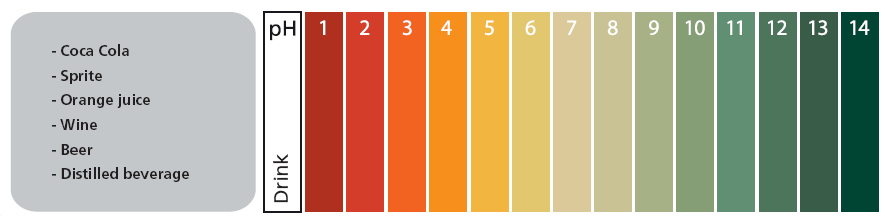 - Coca Cola
- Sprite
- Orange juice
- Wine
- Beer
- Distilled beverage
pH 1 2 3 4 5 6 7 8 9 10 11 12 13 14
Drink